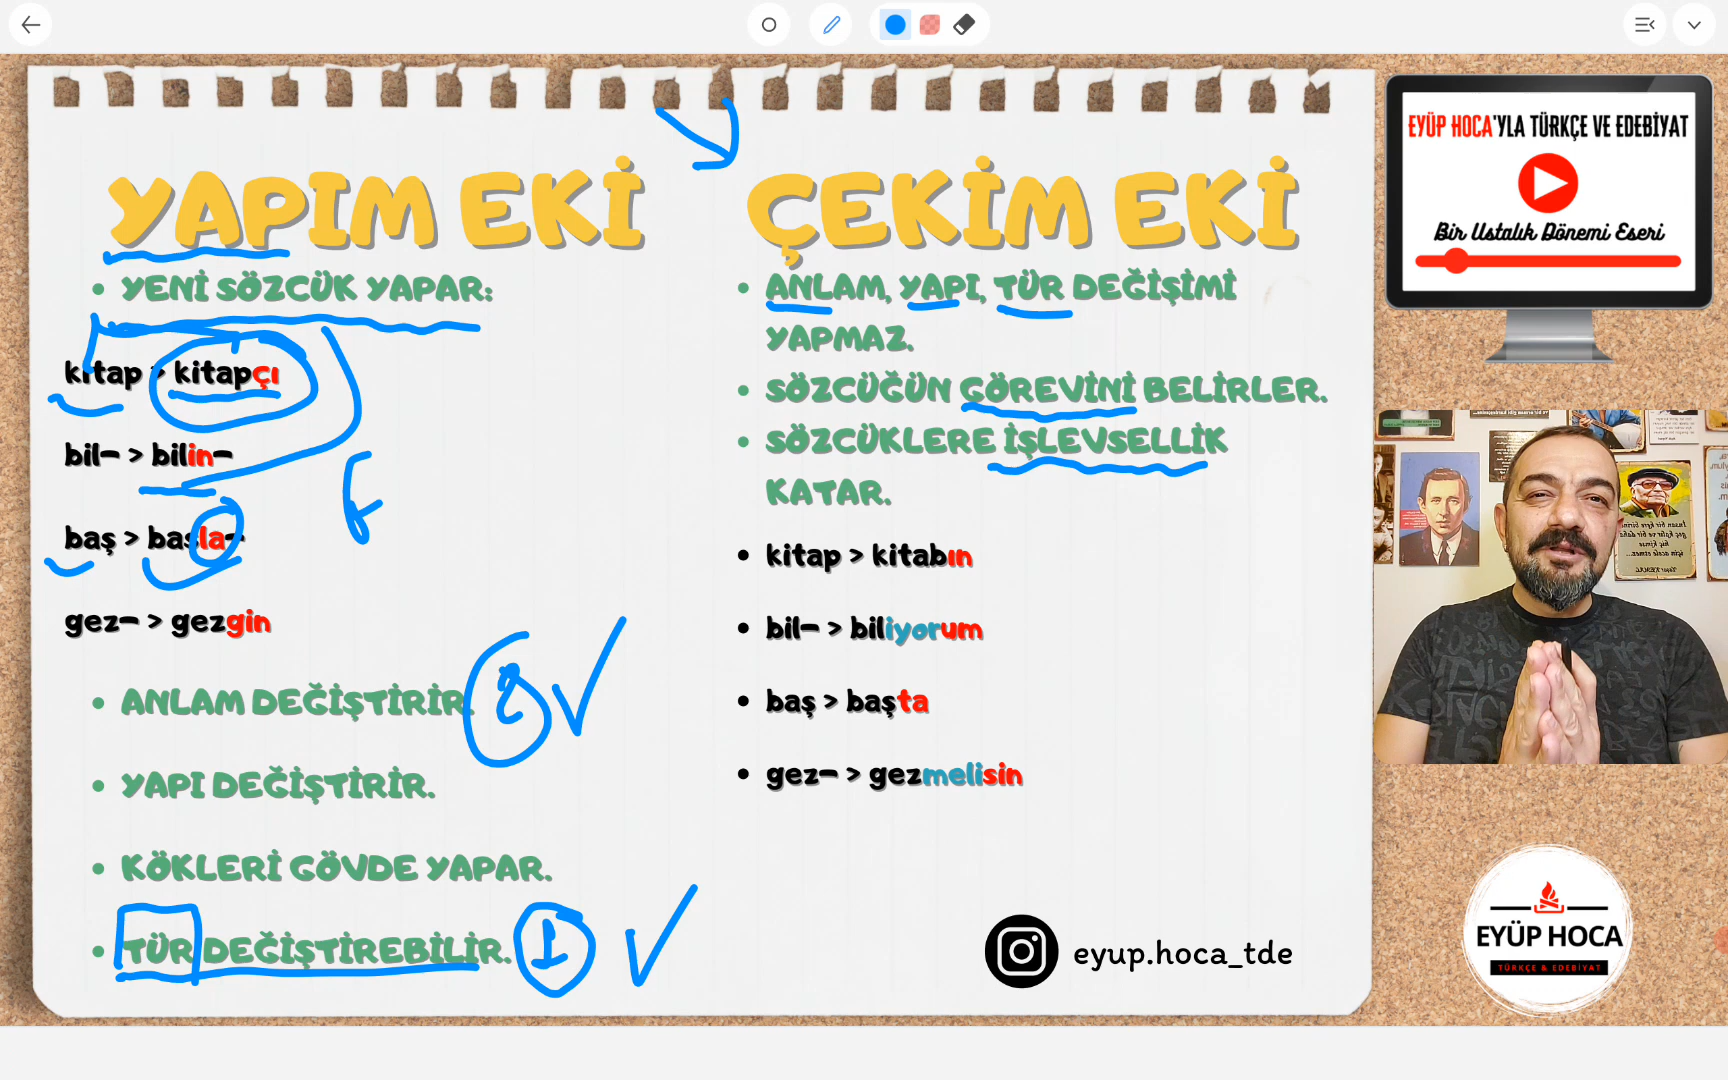 YAPIM EKİ
YENİ SÖZCÜK YAPAR:
kitap > kitapçı
bil- > bilin-
baş > başla-
gez- > gezgin
ANLAM DEĞİŞTİRİR.
YAPI DEĞİŞTİRİR.
KÖKLERİ GÖVDE YAPAR.
TÜR DEĞİŞTİREBİLİR.
ÇEKİM EKİ
ANLAM, YAPI, TÜR DEĞİŞİMİ
YAPMAZ.
SÖZCÜĞÜN GÖREVİNİ BELİRLER.
SÖZCÜKLERE İŞLEVSELLİK
KATAR.
kitap > kitabın
bil- > biliyorum
baş > başta
gez- > gezmelisin
eyup.hoca_tde
EYÜP HOCA'YLA TÜRKÇE VE EDEBİYAT
Bir Ustalık Dönemi Eseri
EYÜP HOCA
TÜRKÇE & EDEBİYAT